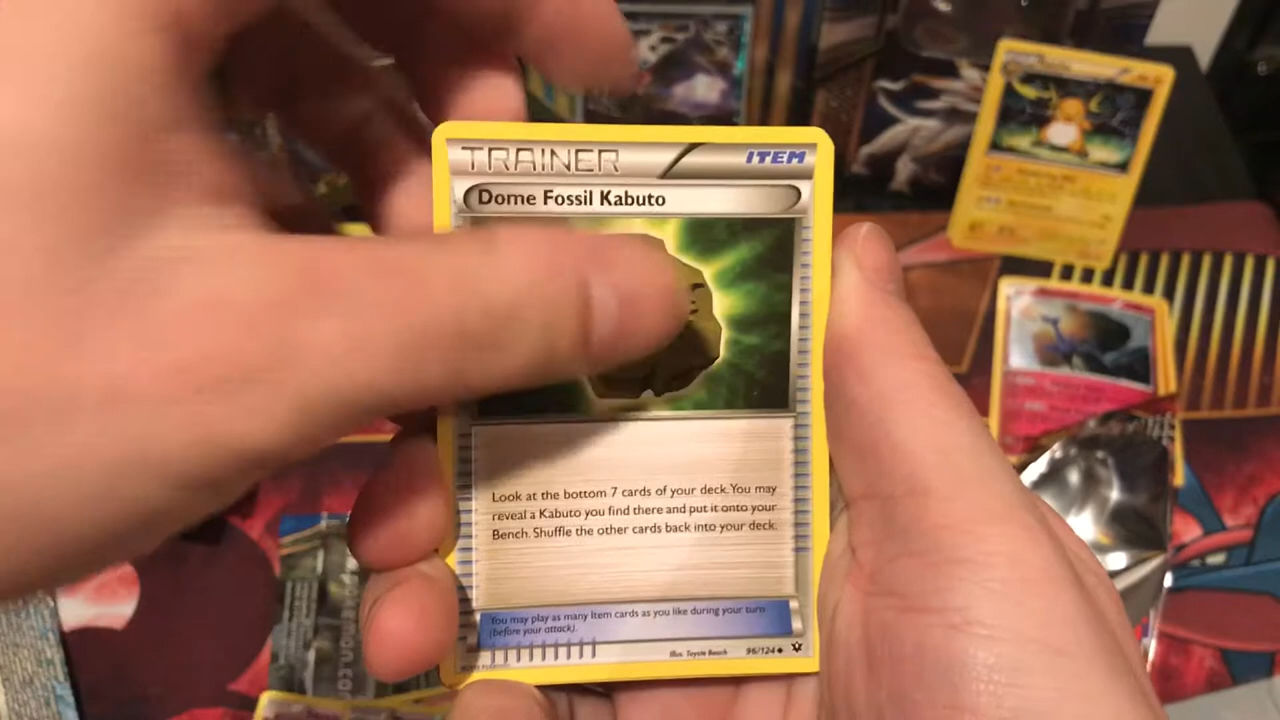 TRAINER
ITEM
Dome Fossil Kabuto
Look at the bottom 7 cards of your deck. You may
reveal a Kabuto you find there and put it onto your
Bench. Shuffle the other cards back into your deck.
You may play as many Item cards as you like during your turn
(before your attack).
Illus. Toyste Beach
96/124